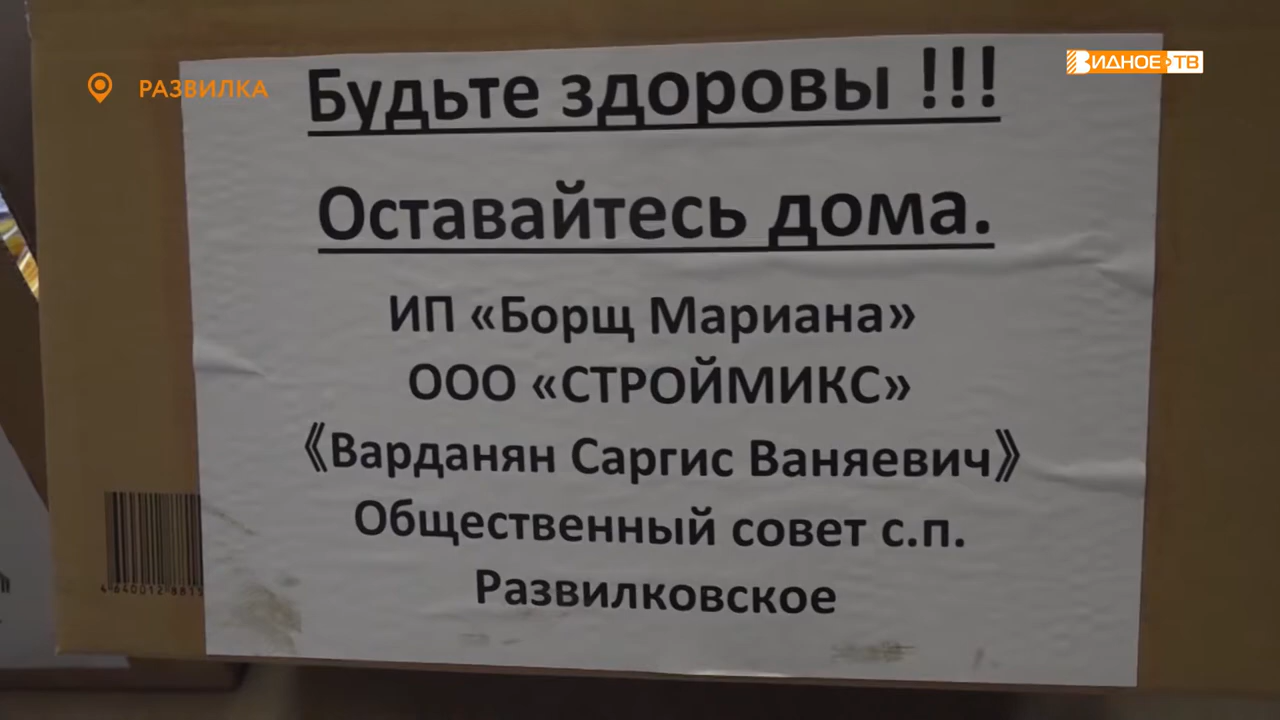 РАЗВИЛКА
ВИДНОЕ ТВ
Будьте здоровы !!!
Оставайтесь дома.
ИП «Борщ Мариана»
ООО «СТРОЙМИКС»
《Варданян Саргис Ваняевич》
Общественный совет с.п.
Развилковское